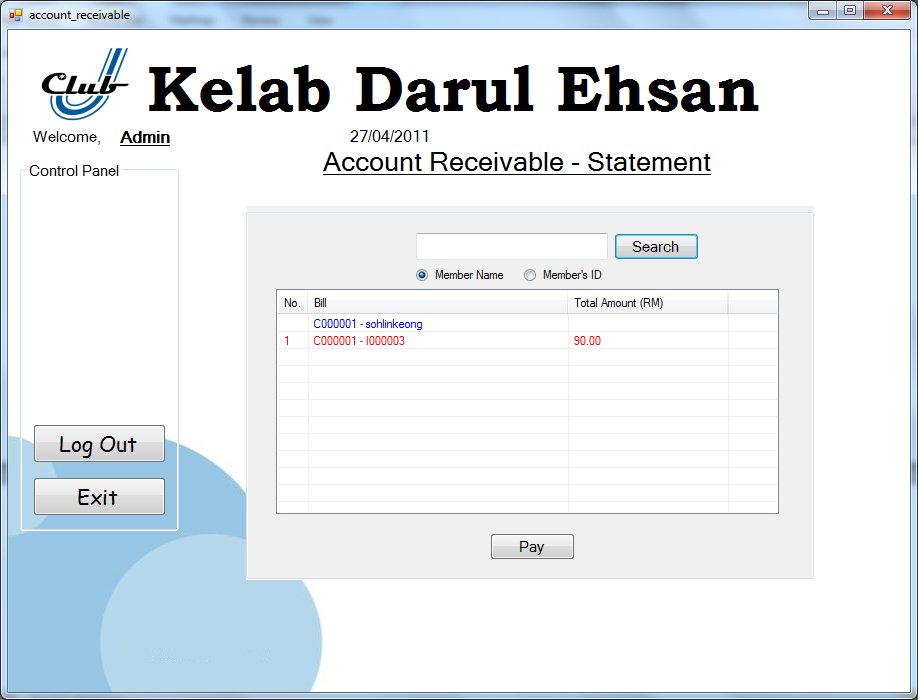 account_receivable
Club
Kelab Darul Ehsan
Welcome, Admin
27/04/2011
Account Receivable - Statement
Control Panel
Search
Member Name Member's ID
No. Bill Total Amount (RM)
C000001 - sohlinkeong
1 C000001 - I000003 90.00
Log Out
Exit
Pay